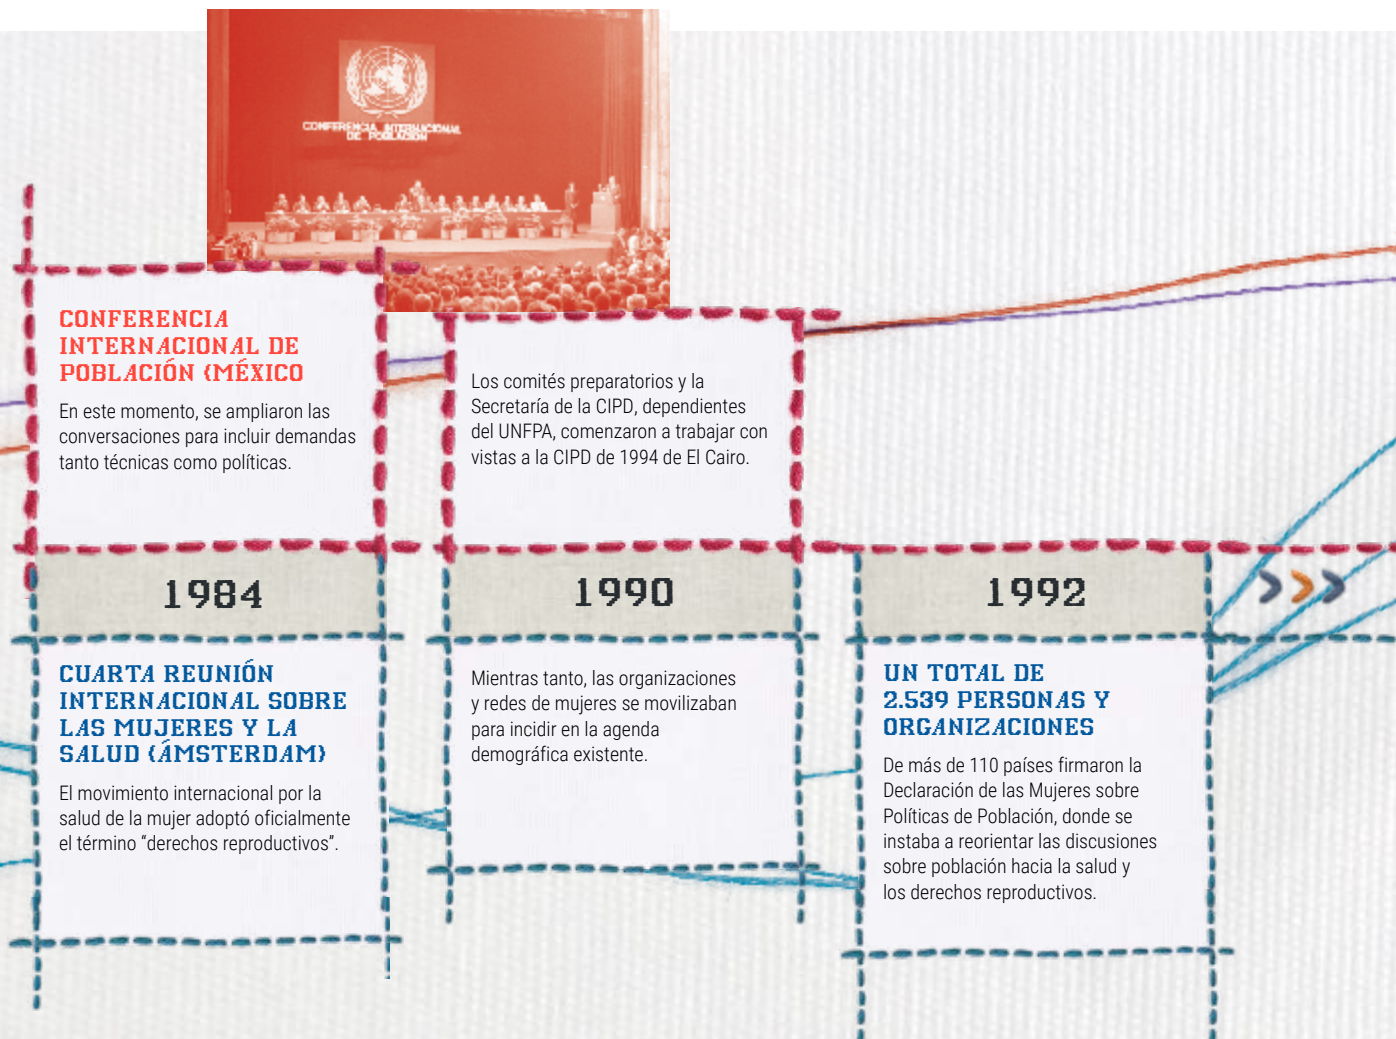 CONFERENCIA INTERNACIONAL
DE POBLACIÓN
CONFERENCIA
INTERNACIONAL DE
POBLACIÓN (MÉXICO
En este momento, se ampliaron las
conversaciones para incluir demandas
tanto técnicas como políticas.
Los comités preparatorios y la
Secretaría de la CIPD, dependientes
del UNFPA, comenzaron a trabajar con
vistas a la CIPD de 1994 de El Cairo.
1984
1990
1992
CUARTA REUNIÓN
INTERNACIONAL SOBRE
LAS MUJERES Y LA
SALUD (ÁMSTERDAM)
El movimiento internacional por la
salud de la mujer adoptó oficialmente
el término “derechos reproductivos”.
Mientras tanto, las organizaciones
y redes de mujeres se movilizaban
para incidir en la agenda
demográfica existente.
UN TOTAL DE
2.539 PERSONAS Y
ORGANIZACIONES
De más de 110 países firmaron la
Declaración de las Mujeres sobre
Políticas de Población, donde se
instaba a reorientar las discusiones
sobre población hacia la salud y
los derechos reproductivos.